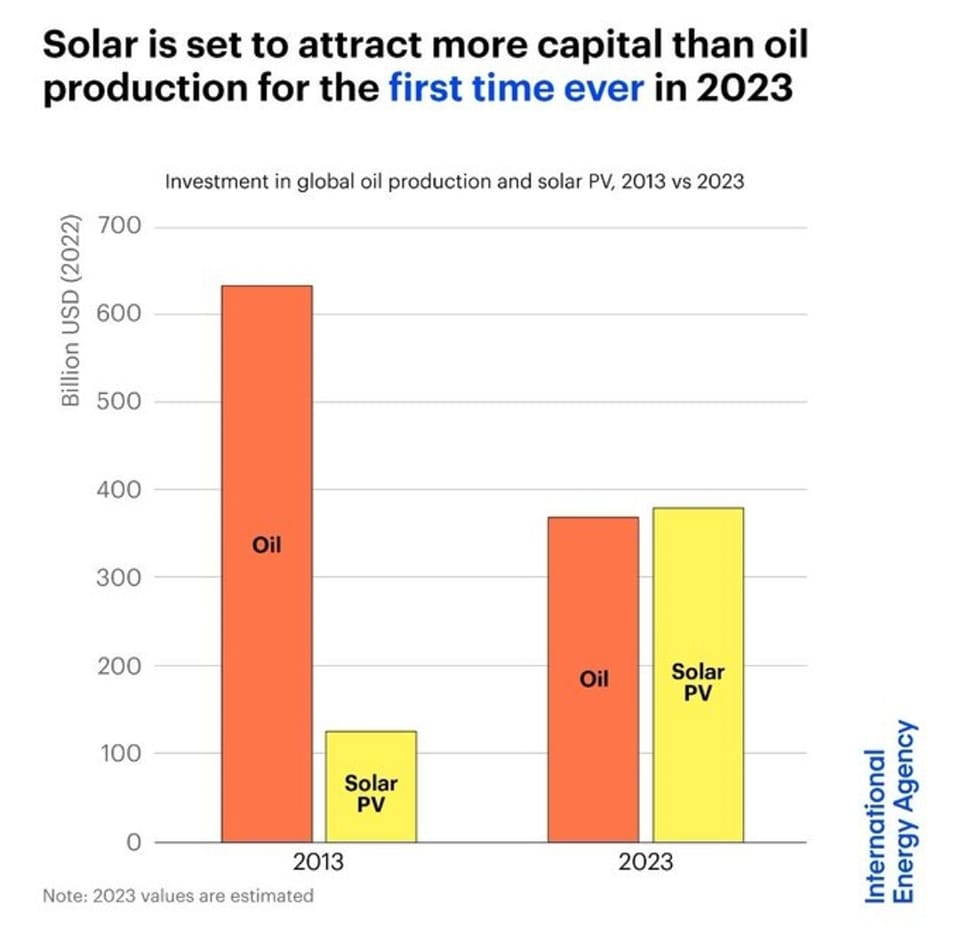 Solar is set to attract more capital than oil
production for the first time ever in 2023
Investment in global oil production and solar PV, 2013 vs 2023
Billion USD (2022)
700
600
500
400
300
200
100
0
Oil
Solar
PV
Oil
Solar
PV
2013
2023
Note: 2023 values are estimated
International
Energy Agency